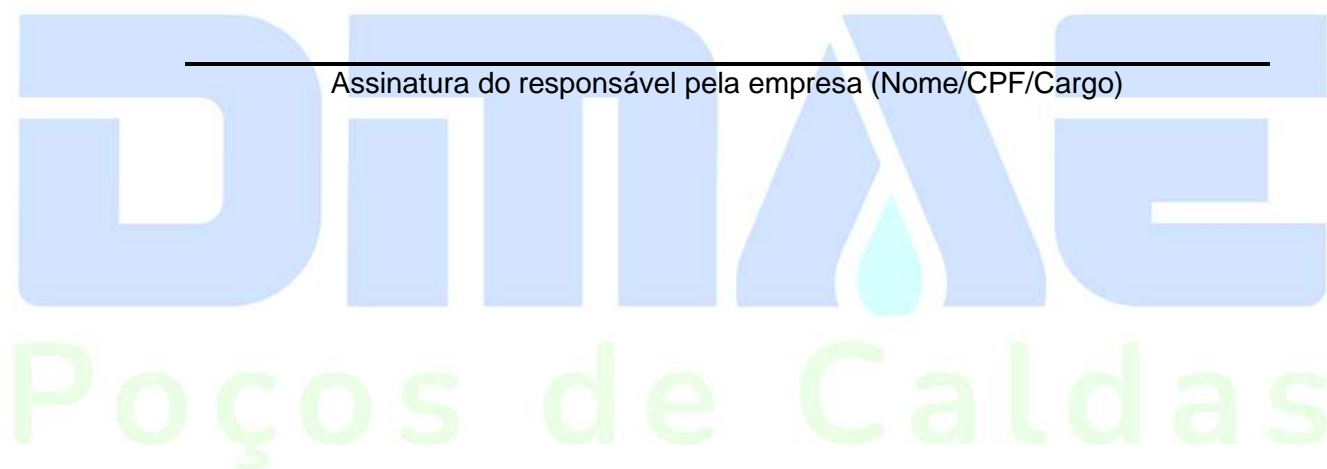 Assinatura do responsável pela empresa (Nome/CPF/Cargo)
DMAE
Poços de Caldas